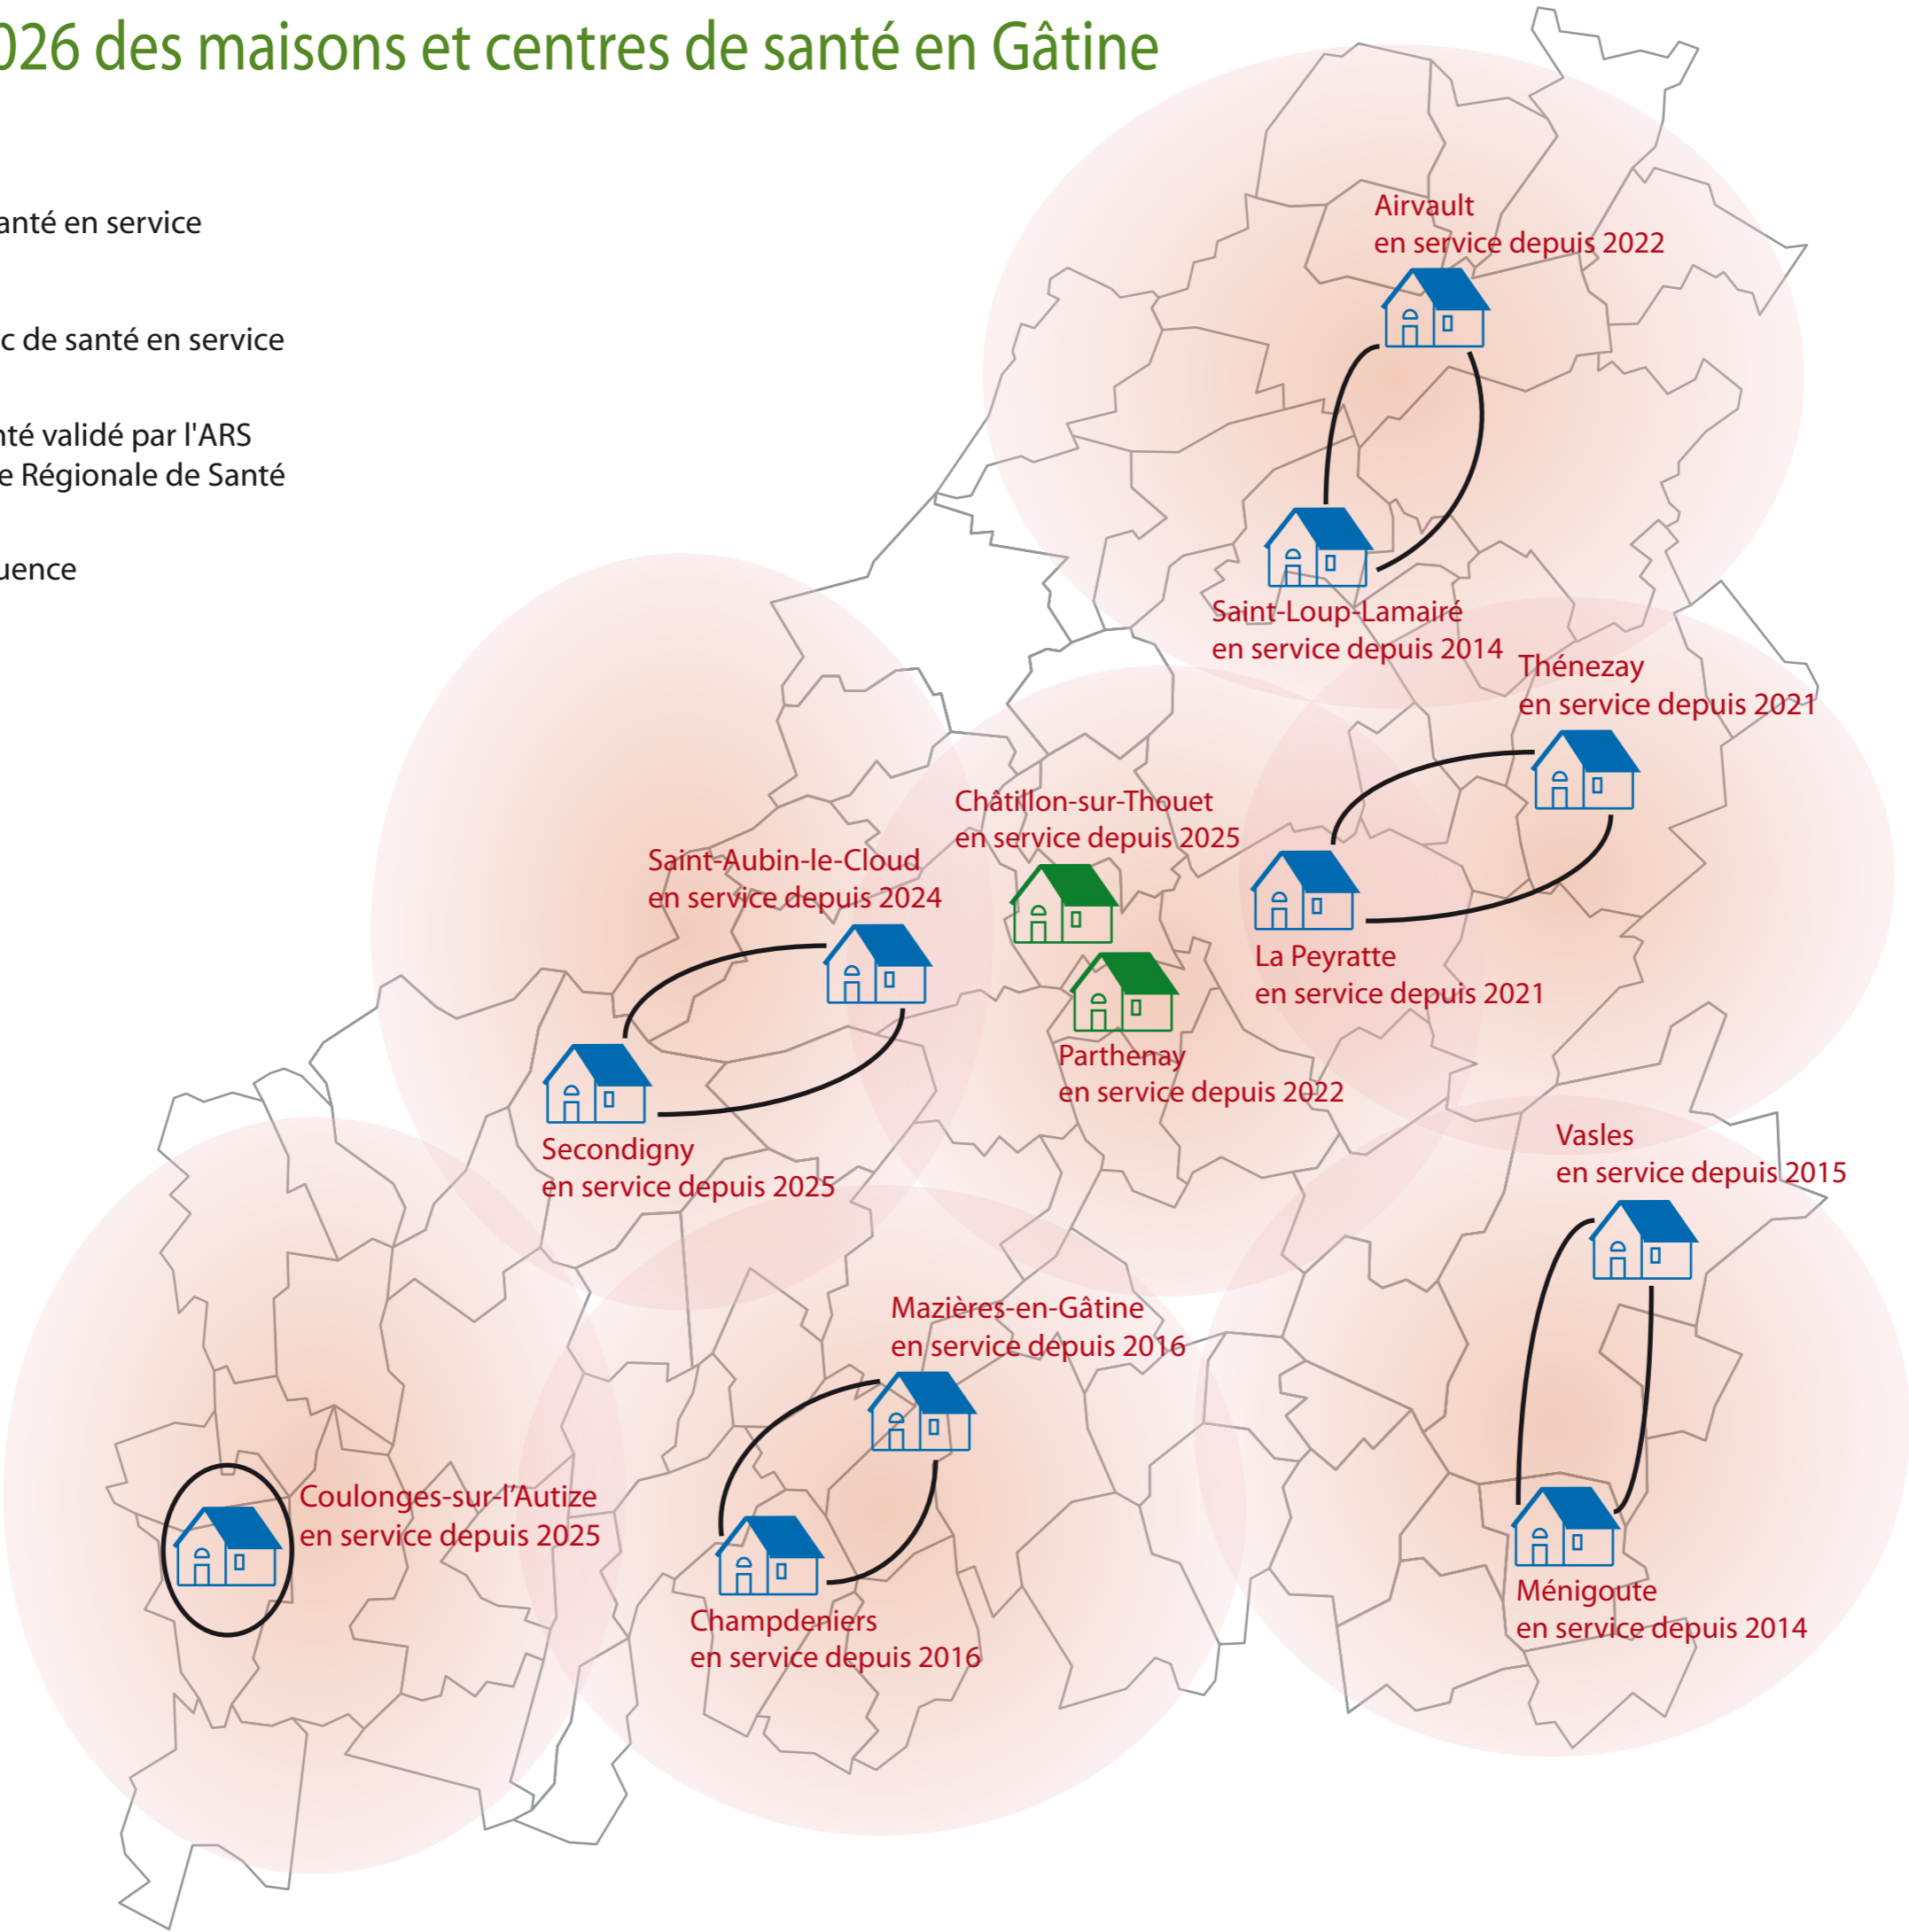 026 des maisons et centres de santé en Gâtine
anté en service
c de santé en service
nté validé par l'ARS
e Régionale de Santé
uence
Airvault
en service depuis 2022
Saint-Loup-Lamairé
en service depuis 2014
Thénezay
en service depuis 2021
Châtillon-sur-Thouet
en service depuis 2025
Saint-Aubin-le-Cloud
en service depuis 2024
La Peyratte
en service depuis 2021
Parthenay
en service depuis 2022
Secondigny
en service depuis 2025
Vasles
en service depuis 2015
Mazières-en-Gâtine
en service depuis 2016
Coulonges-sur-l'Autize
en service depuis 2025
Champdeniers
en service depuis 2016
Ménigoute
en service depuis 2014